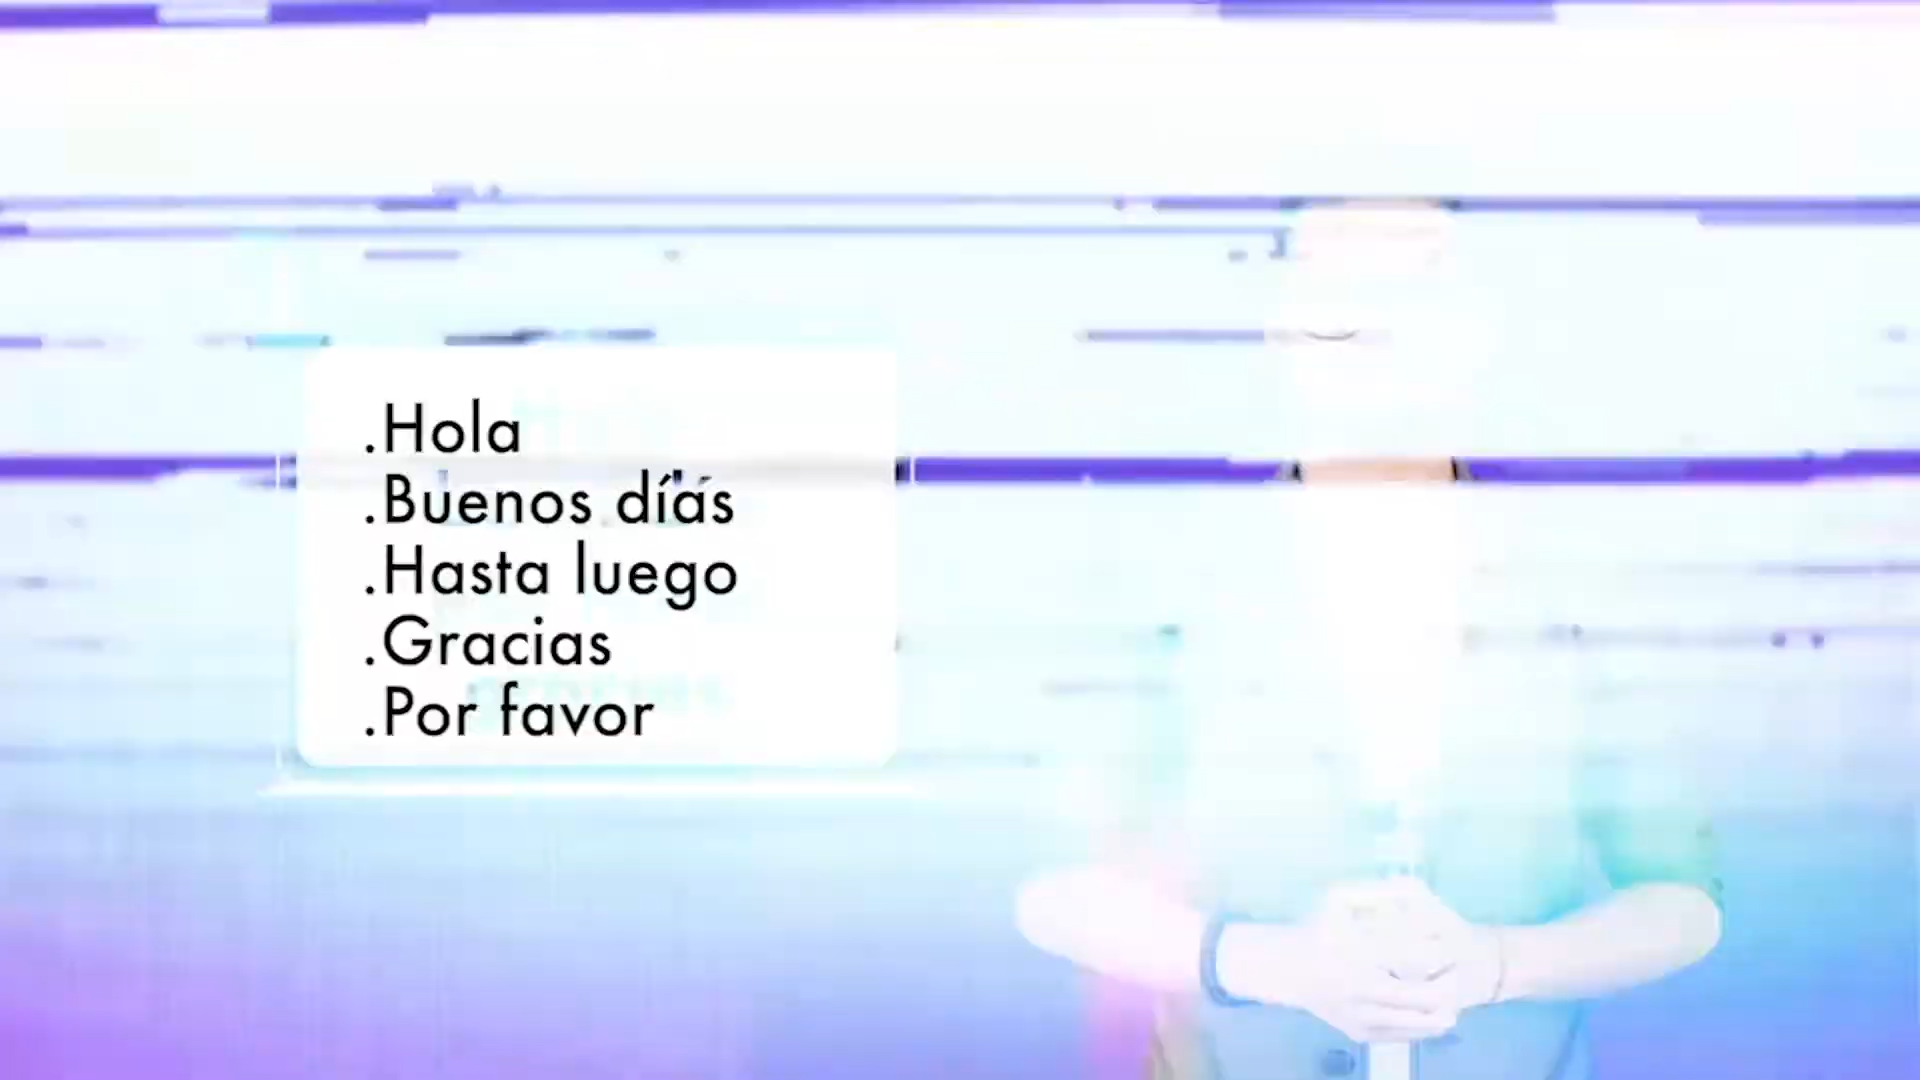 .Hola
.Buenos días
.Hasta luego
.Gracias
.Por favor